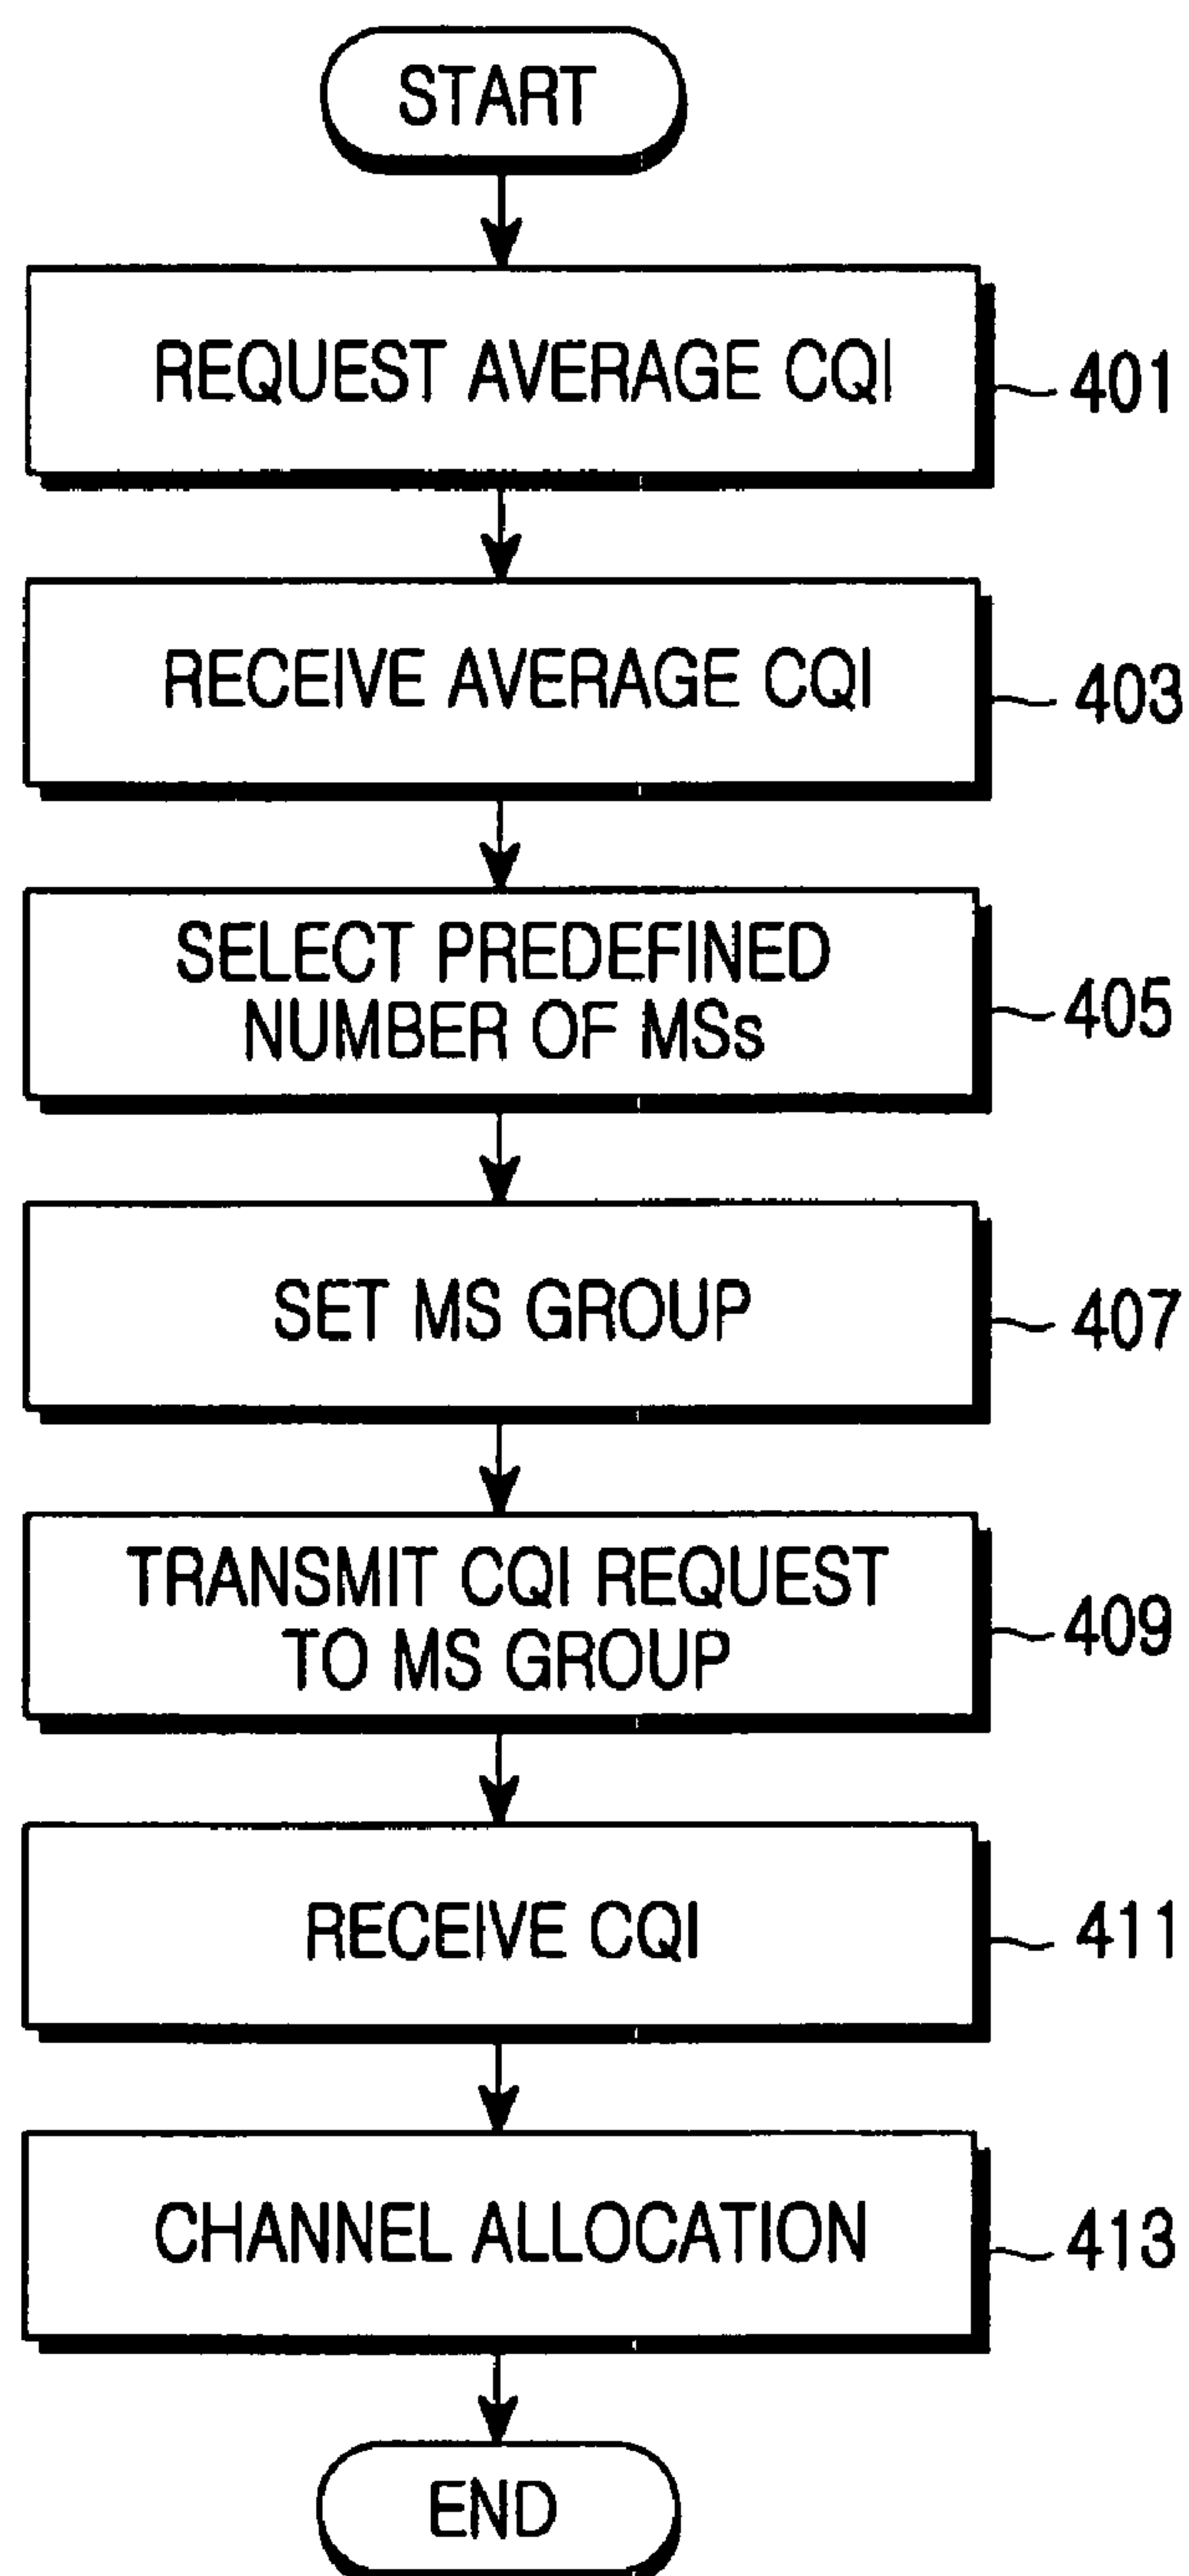 START
REQUEST AVERAGE CQI
401
RECEIVE AVERAGE CQI
403
SELECT PREDEFINED
NUMBER OF MSs
405
SET MS GROUP
407
TRANSMIT CQI REQUEST
TO MS GROUP
409
RECEIVE CQI
411
CHANNEL ALLOCATION
413
END